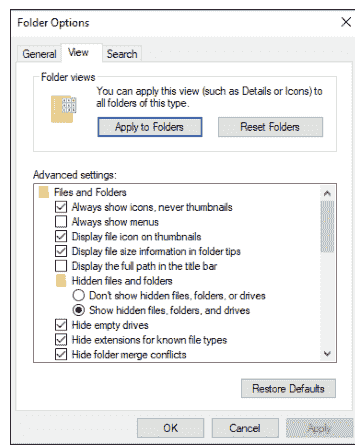 Folder Options
General View Search
Folder views
You can apply this view (such as Details or Icons) to
all folders of this type.
Apply to Folders Reset Folders
Advanced settings:
Files and Folders
Always show icons, never thumbnails
Always show menus
Display file icon on thumbnails
Display file size information in folder tips
Display the full path in the title bar
Hidden files and folders
Don't show hidden files, folders, or drives
Show hidden files, folders, and drives
Hide empty drives
Hide extensions for known file types
Hide folder merge conflicts
Restore Defaults
OK Cancel Apply